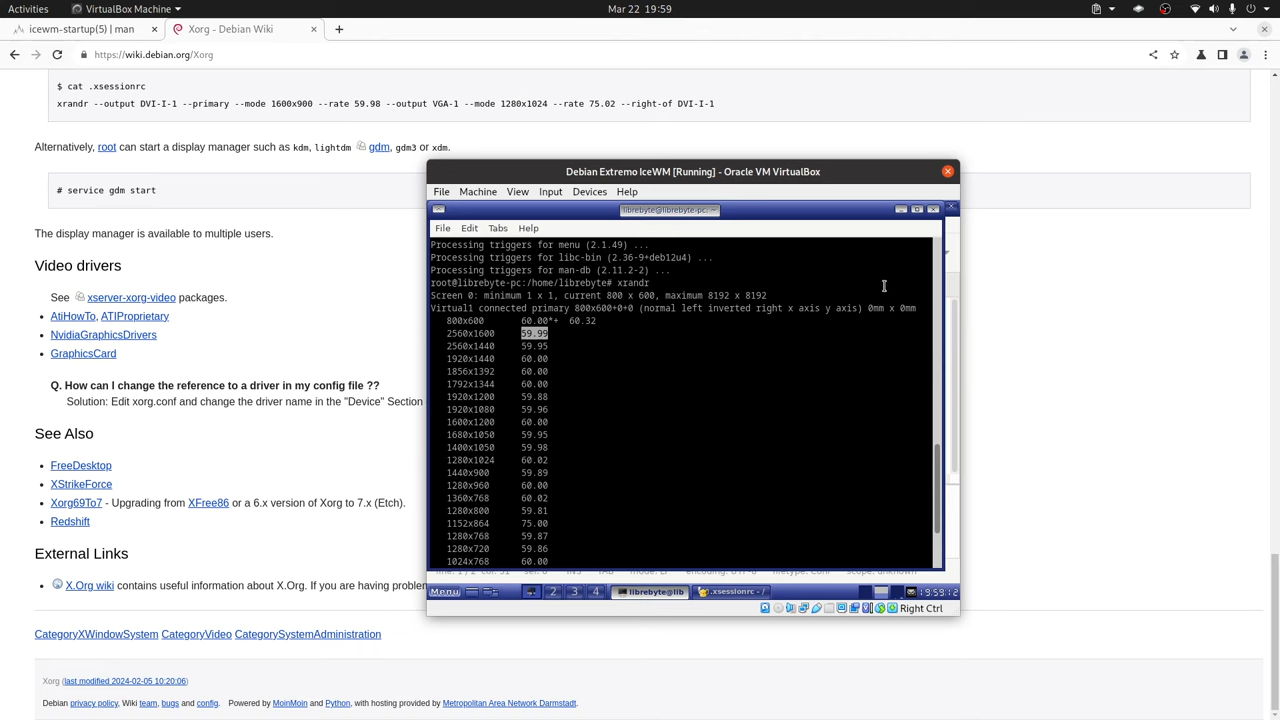 Activities
VirtualBox Machine
Mar 22 19:59
icewm-startup(5) | man
Xorg - Debian Wiki
https://wiki.debian.org/Xorg
$ cat .xsessionrc
xrandr --output DVI-I-1 --primary --mode 1600x900 --rate 59.98 --output VGA-1 --mode 1280x1024 --rate 75.02 --right-of DVI-I-1
Alternatively, root can start a display manager such as kdm, lightdm gdm, gdm3 or xdm.
# service gdm start
The display manager is available to multiple users.
Video drivers
See xserver-xorg-video packages.
AtiHowTo, ATIProprietary
NvidiaGraphicsDrivers
GraphicsCard
Q. How can I change the reference to a driver in my config file ??
Solution: Edit xorg.conf and change the driver name in the "Device" Section
See Also
FreeDesktop
XStrikeForce
Xorg69To7 - Upgrading from XFree86 or a 6.x version of Xorg to 7.x (Etch).
Redshift
External Links
X.Org wiki contains useful information about X.Org. If you are having problem
CategoryXWindowSystem CategoryVideo CategorySystemAdministration
Xorg (last modified 2024-02-05 10:20:06)
Debian privacy policy, Wiki team, bugs and config. Powered by MoinMoin and Python, with hosting provided by Metropolitan Area Network Darmstadt.
Debian Extremo IceWM [Running] - Oracle VM VirtualBox
File Machine View Input Devices Help
librebyte@librebyte-pc: ~
File Edit Tabs Help
Processing triggers for menu (2.1.49) ...
Processing triggers for libc-bin (2.36-9+deb12u4) ...
Processing triggers for man-db (2.11.2-2) ...
root@librebyte-pc:/home/librebyte# xrandr
Screen 0: minimum 1 x 1, current 800 x 600, maximum 8192 x 8192
Virtual1 connected primary 800x600+0+0 (normal left inverted right x axis y axis) 0mm x 0mm
800x600 60.00*+ 60.32
2560x1600 59.99
2560x1440 59.95
1920x1440 60.00
1856x1392 60.00
1792x1344 60.00
1920x1200 59.88
1920x1080 59.96
1600x1200 60.00
1680x1050 59.95
1400x1050 59.98
1280x1024 60.02
1440x900 59.89
1280x960 60.00
1360x768 60.02
1280x800 59.81
1152x864 75.00
1280x768 59.87
1280x720 59.86
1024x768 60.00
Menu
2 3 4
librebyte@lib
.xsessionrc - /
19:59:12
Right Ctrl